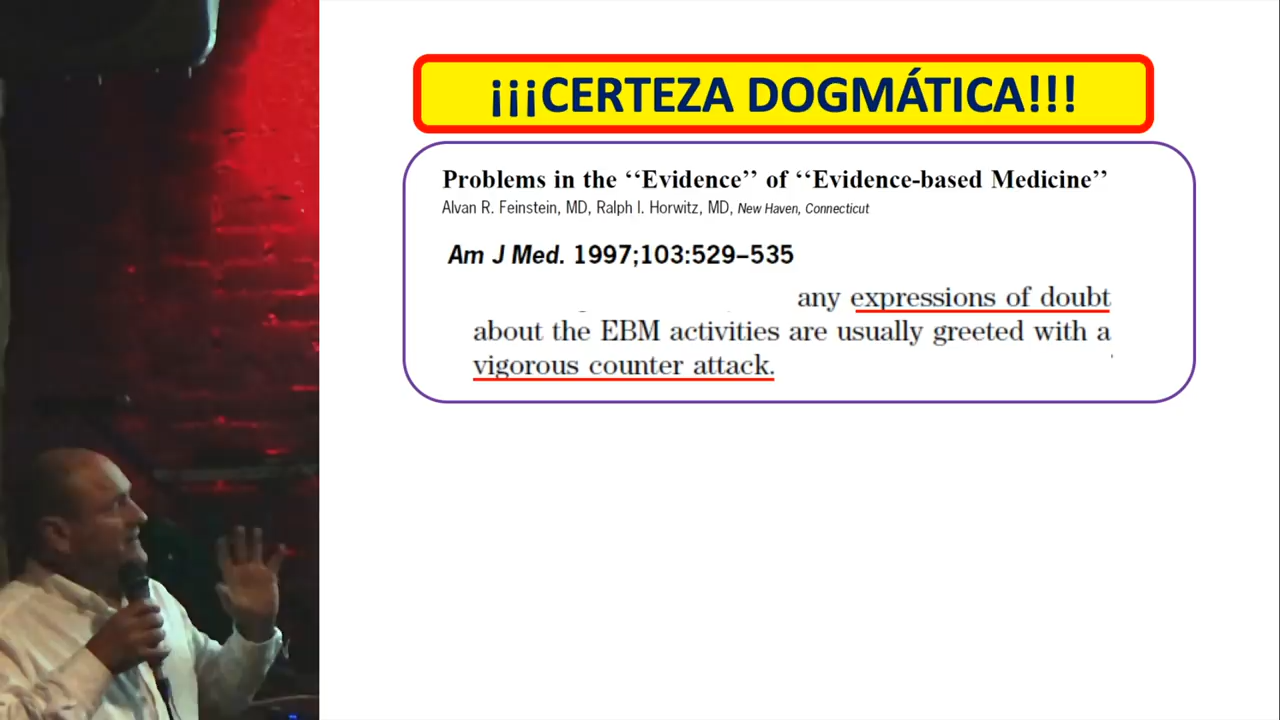 ¡¡¡CERTEZA DOGMÁTICA!!!
Problems in the ‘‘Evidence’’ of ‘‘Evidence-based Medicine’’
Alvan R. Feinstein, MD, Ralph I. Horwitz, MD, New Haven, Connecticut
Am J Med. 1997;103:529–535
any expressions of doubt
about the EBM activities are usually greeted with a
vigorous counter attack.